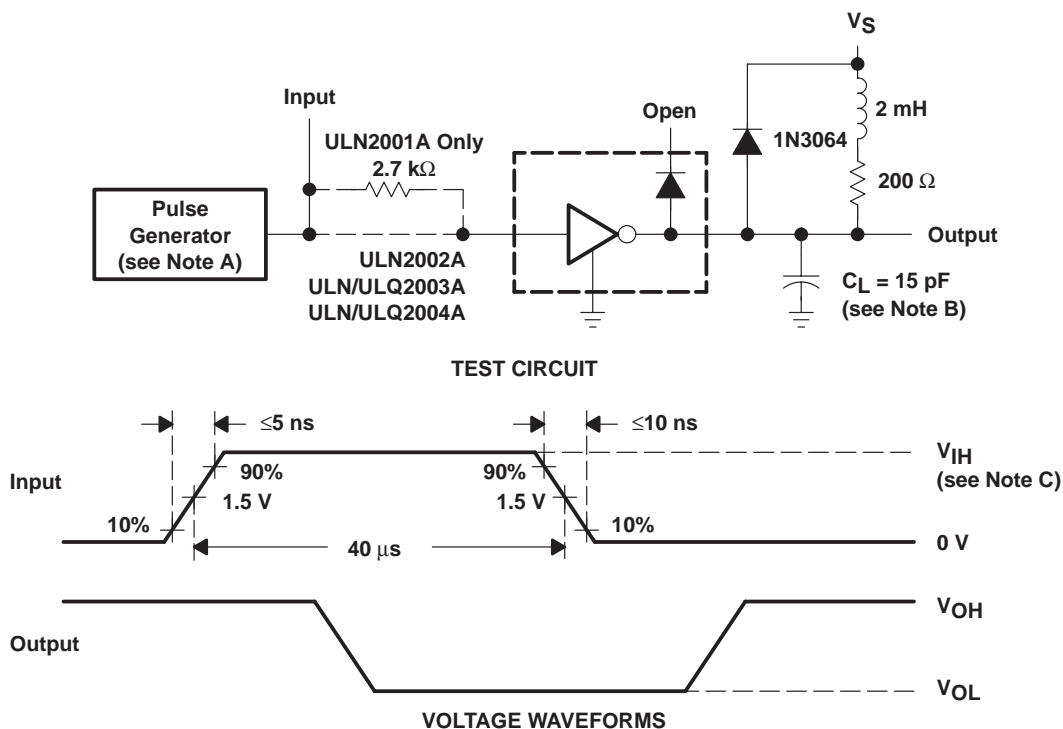 VS
Input
Open
2 mH
ULN2001A Only
1N3064
2.7 kΩ
200 Ω
Pulse
Generator
(see Note A)
Output
ULN2002A
ULN/ULQ2003A
ULN/ULQ2004A
CL = 15 pF
(see Note B)
TEST CIRCUIT
≤5 ns
≤10 ns
Input
90%
1.5 V
10%
90%
1.5 V
10%
VIH
(see Note C)
40 μs
0 V
Output
VOH
VOL
VOLTAGE WAVEFORMS